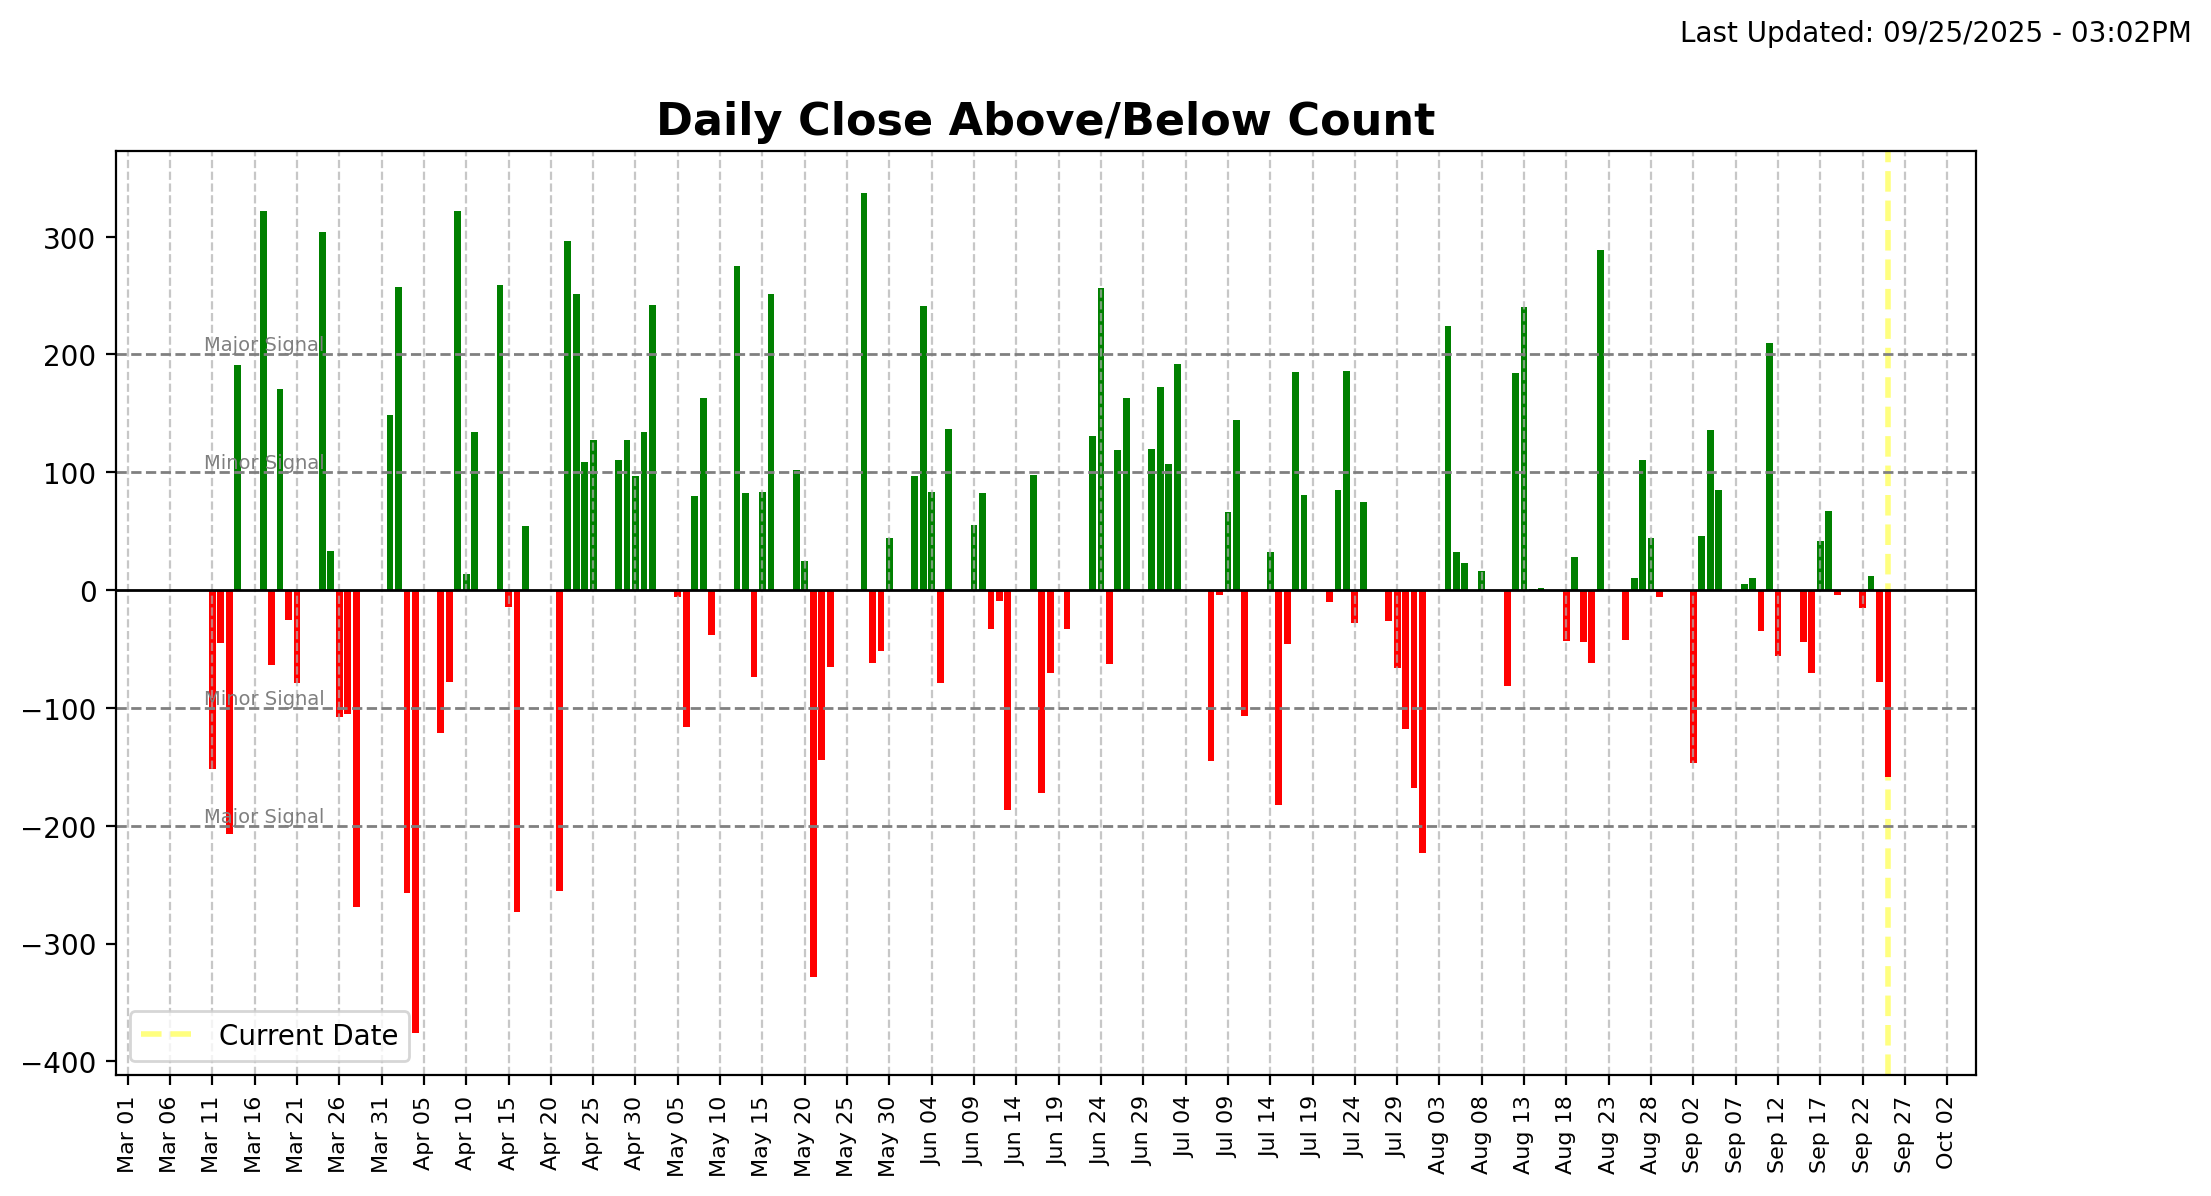 Last Updated: 09/25/2025 - 03:02PM
Daily Close Above/Below Count
300
200
100
0
−100
−200
−300
−400
Major Signal
Minor Signal
Minor Signal
Major Signal
Current Date
Mar 01
Mar 06
Mar 11
Mar 16
Mar 21
Mar 26
Mar 31
Apr 05
Apr 10
Apr 15
Apr 20
Apr 25
Apr 30
May 05
May 10
May 15
May 20
May 25
May 30
Jun 04
Jun 09
Jun 14
Jun 19
Jun 24
Jun 29
Jul 04
Jul 09
Jul 14
Jul 19
Jul 24
Jul 29
Aug 03
Aug 08
Aug 13
Aug 18
Aug 23
Aug 28
Sep 02
Sep 07
Sep 12
Sep 17
Sep 22
Sep 27
Oct 02